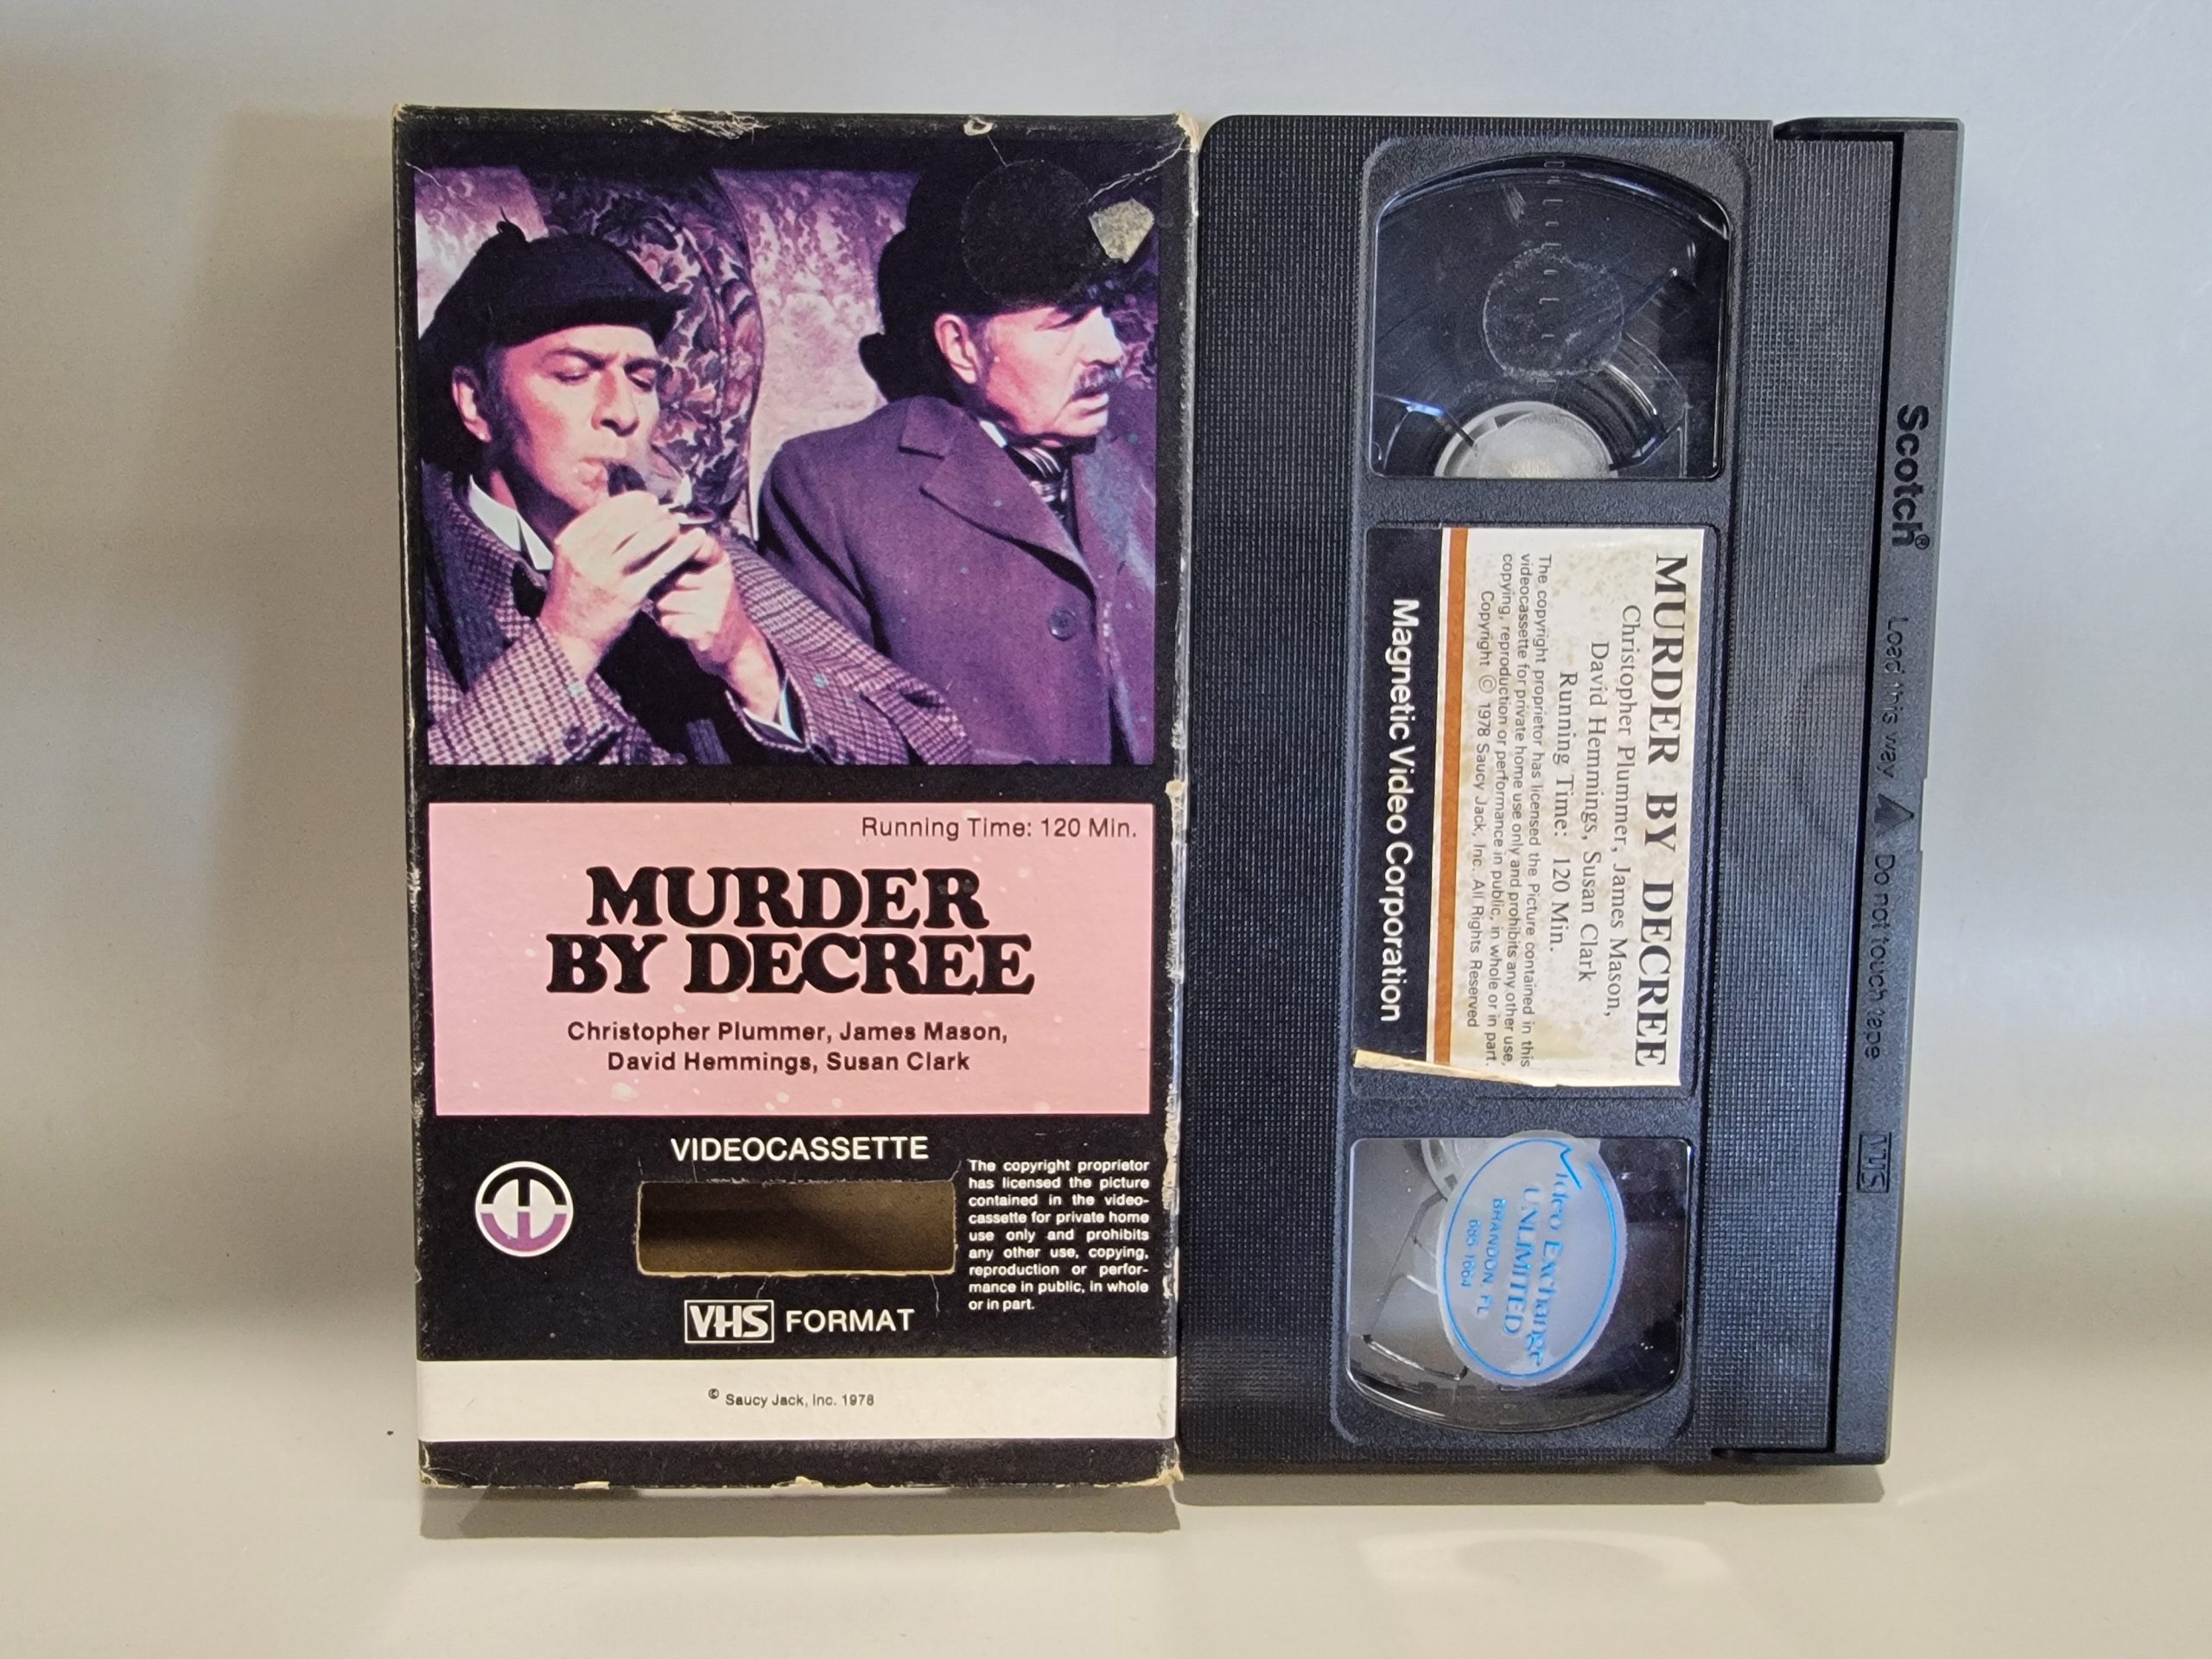 Running Time: 120 Min.
MURDER
BY DECREE
Christopher Plummer, James Mason,
David Hemmings, Susan Clark
VIDEOCASSETTE
The copyright proprietor
has licensed the picture
contained in the video-
cassette for private home
use only and prohibits
any other use, copying,
reproduction or perfor-
mance in public, in whole
or in part.
VHS FORMAT
© Saucy Jack, Inc. 1978
MURDER BY DECREE
Christopher Plummer, James Mason,
David Hemmings, Susan Clark
Running Time: 120 Min.
The copyright proprietor has licensed the Picture contained in this
videocassette for private home use only and prohibits any other use,
copying, reproduction or performance in public, in whole or in part.
Copyright © 1978 Saucy Jack, Inc. All Rights Reserved
Magnetic Video Corporation
Video Exchange
UNLIMITED
BRANDON, FL
685-1664
Scotch® Load this way ▲ Do not touch tape VHS